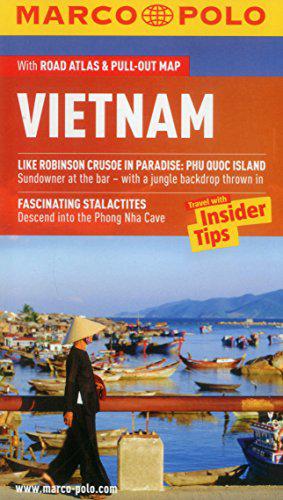 MARCO POLO
With ROAD ATLAS & PULL-OUT MAP
VIETNAM
LIKE ROBINSON CRUSOE IN PARADISE: PHU QUOC ISLAND
Sundowner at the bar – with a jungle backdrop thrown in
FASCINATING STALACTITES
Descend into the Phong Nha Cave
Travel with
Insider
Tips
www.marco-polo.com